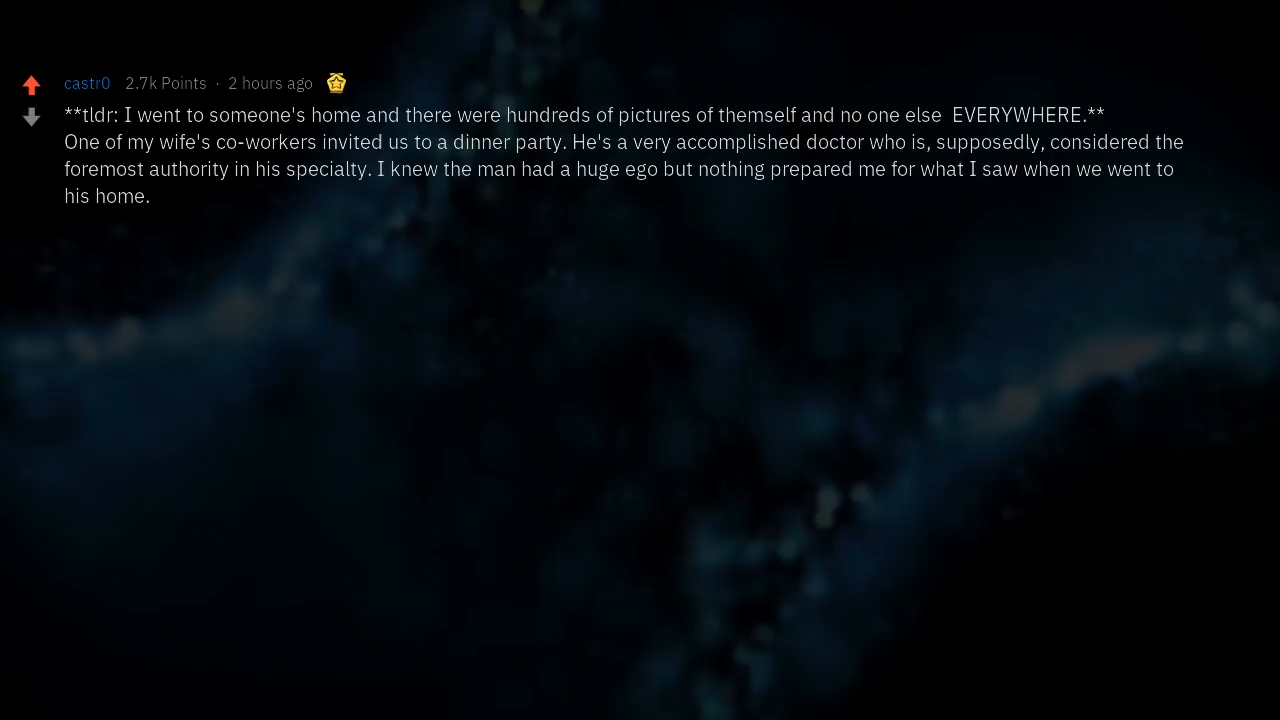 castr0 2.7k Points · 2 hours ago
**tldr: I went to someone's home and there were hundreds of pictures of themself and no one else  EVERYWHERE.**
One of my wife's co-workers invited us to a dinner party. He's a very accomplished doctor who is, supposedly, considered the
foremost authority in his specialty. I knew the man had a huge ego but nothing prepared me for what I saw when we went to
his home.